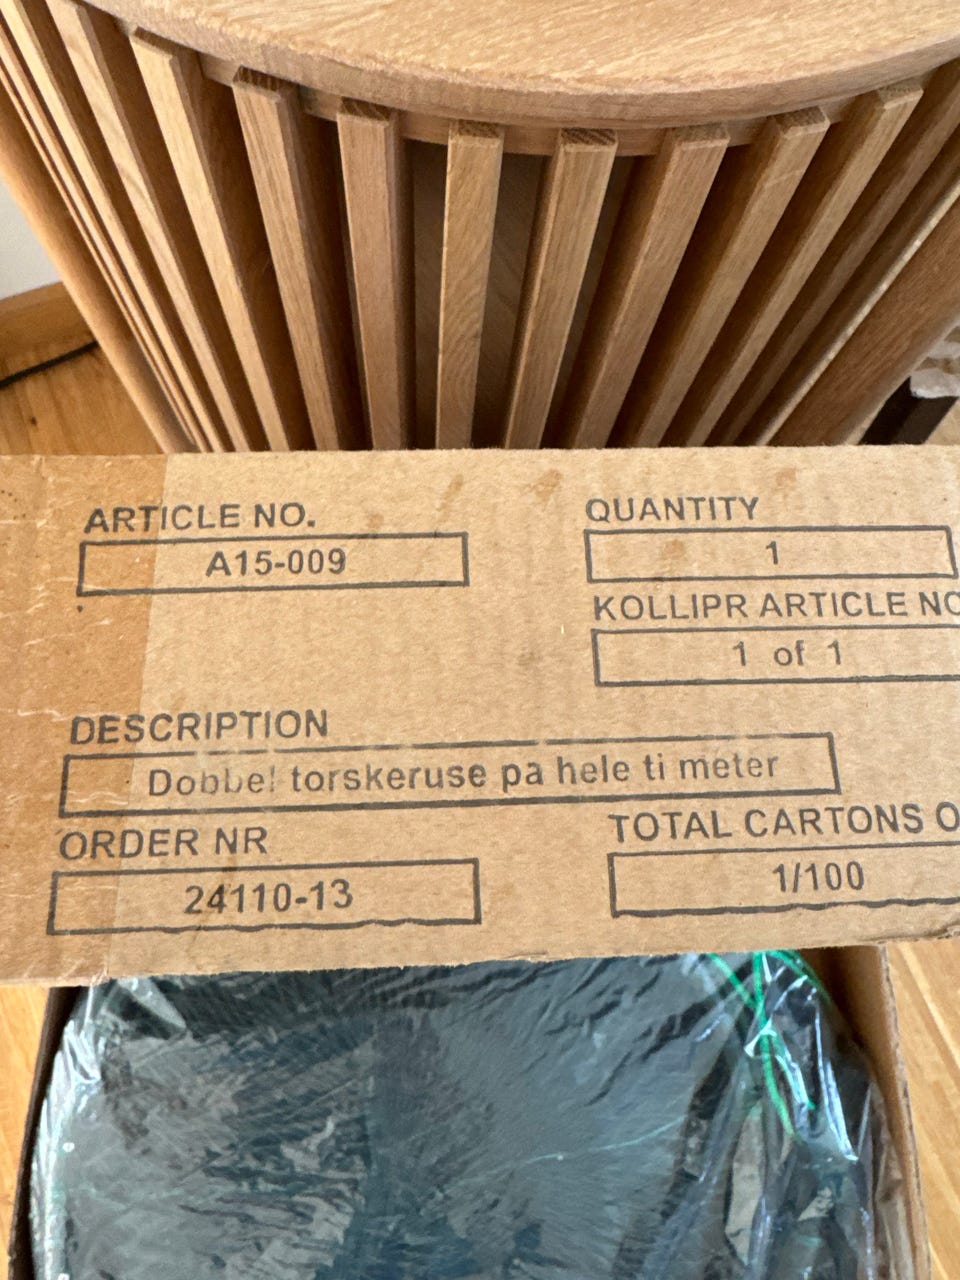 ARTICLE NO.
A15-009
QUANTITY
1
KOLLIPR ARTICLE NO
1 of 1
DESCRIPTION
Dobbel torskeruse pa hele ti meter
ORDER NR
24110-13
TOTAL CARTONS O
1/100